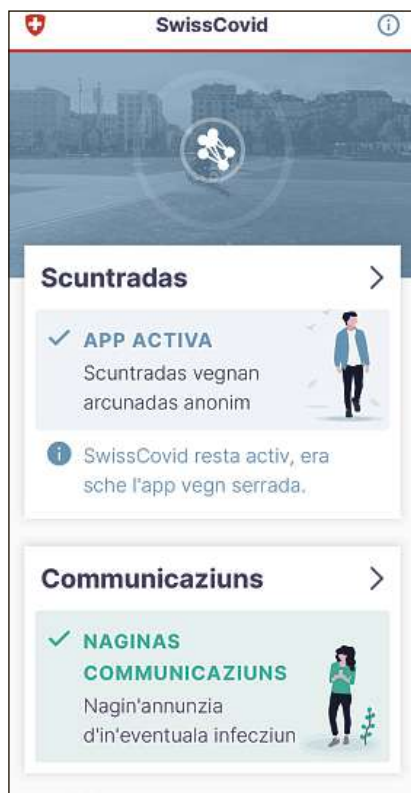 SwissCovid
Scuntradas
APP ACTIVA
Scuntradas vegnan
arcunadas anonim
SwissCovid resta activ, era
sche l'app vegn serrada.
Communicaziuns
NAGINAS
COMMUNICAZIUNS
Nagin'annunzia
d'in'eventuala infecziun